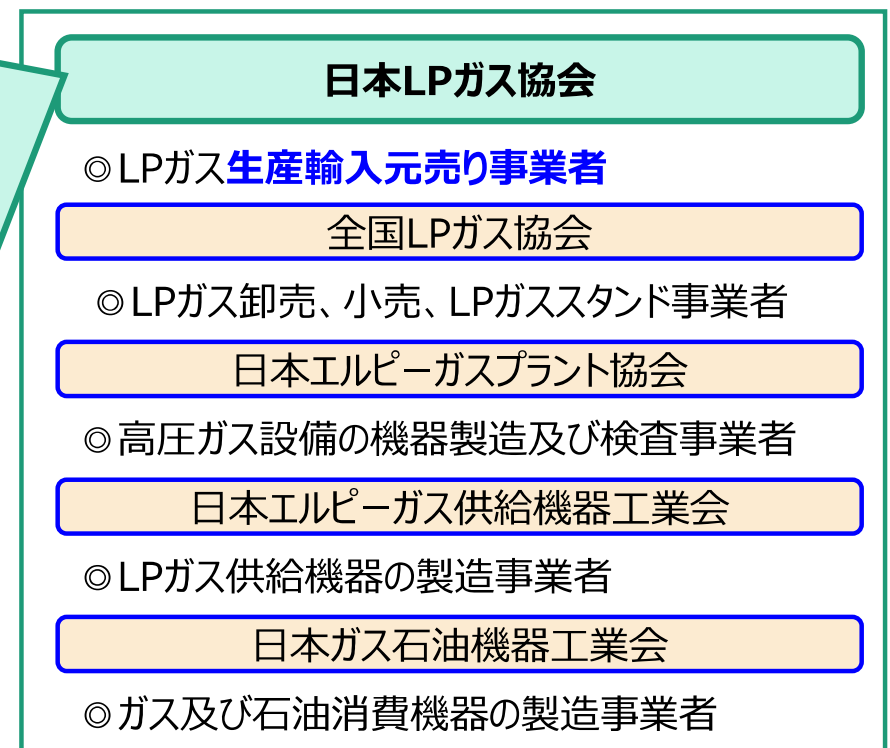 日本LPガス協会
◎LPガス生産輸入元売り事業者
全国LPガス協会
◎LPガス卸売、小売、LPガススタンド事業者
日本エルピーガスプラント協会
◎高圧ガス設備の機器製造及び検査事業者
日本エルピーガス供給機器工業会
◎LPガス供給機器の製造事業者
日本ガス石油機器工業会
◎ガス及び石油消費機器の製造事業者